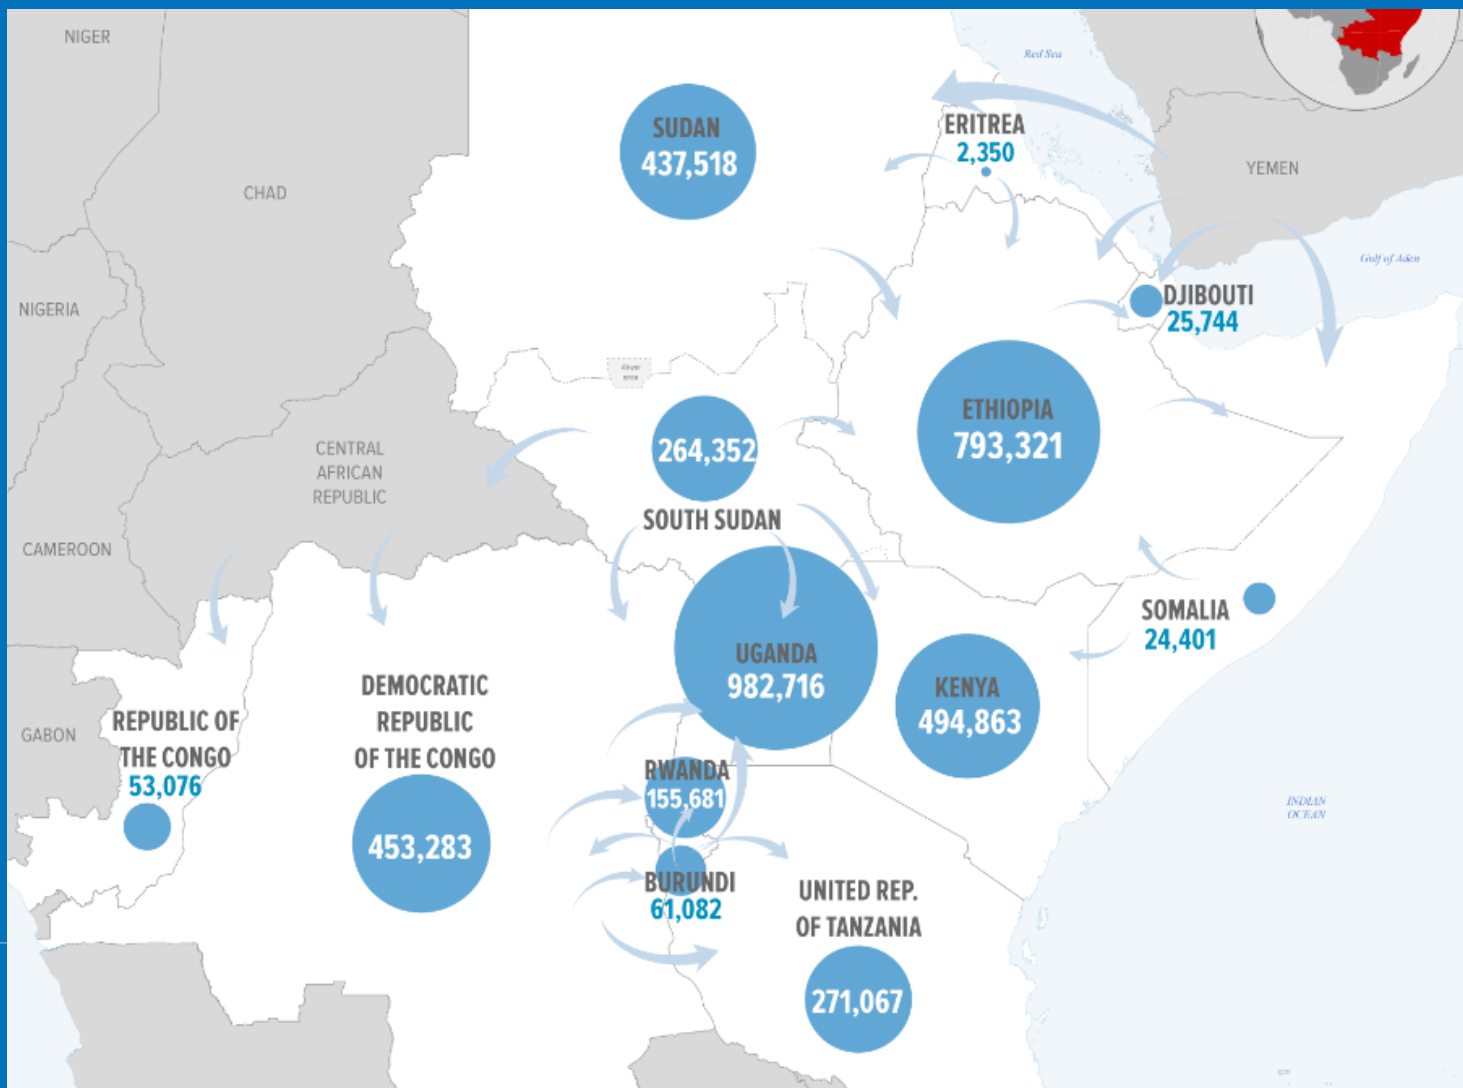 NIGER
Red Sea
SUDAN
437,518
ERITREA
2,350
YEMEN
CHAD
Gulf of Aden
DJIBOUTI
25,744
NIGERIA
Abyei
area
ETHIOPIA
793,321
264,352
SOUTH SUDAN
CENTRAL
AFRICAN
REPUBLIC
CAMEROON
SOMALIA
24,401
UGANDA
982,716
KENYA
494,863
DEMOCRATIC
REPUBLIC
OF THE CONGO
453,283
GABON
REPUBLIC OF
THE CONGO
53,076
RWANDA
155,681
INDIAN
OCEAN
BURUNDI
61,082
UNITED REP.
OF TANZANIA
271,067